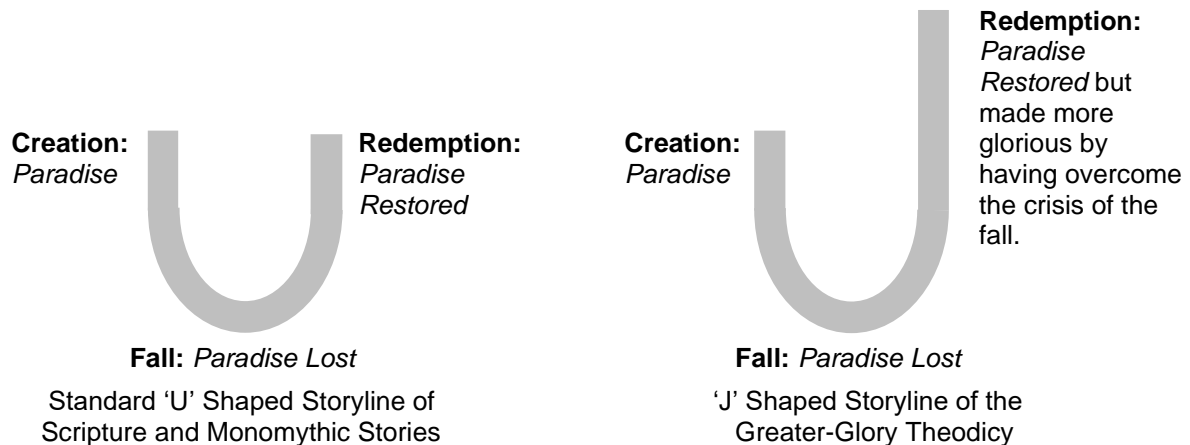 Creation:
Paradise
Redemption:
Paradise
Restored
Fall: Paradise Lost
Standard ‘U’ Shaped Storyline of
Scripture and Monomythic Stories
Creation:
Paradise
Redemption:
Paradise
Restored but
made more
glorious by
having overcome
the crisis of the
fall.
Fall: Paradise Lost
‘J’ Shaped Storyline of the
Greater-Glory Theodicy